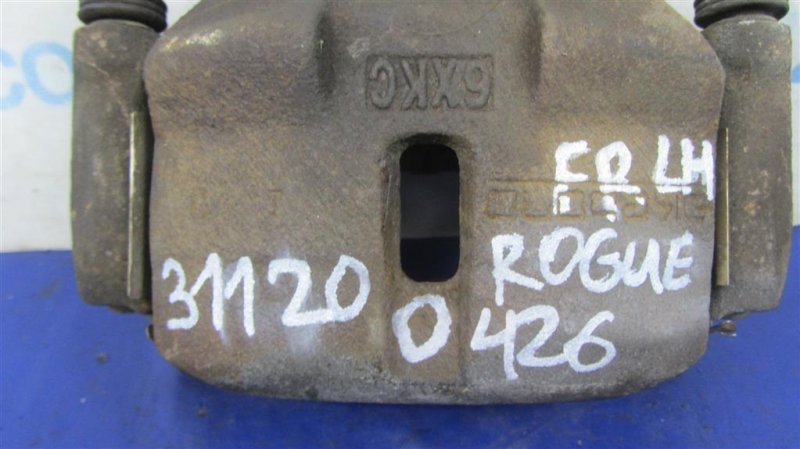 6XKC
FR LH
ROGUE
31120 0 426